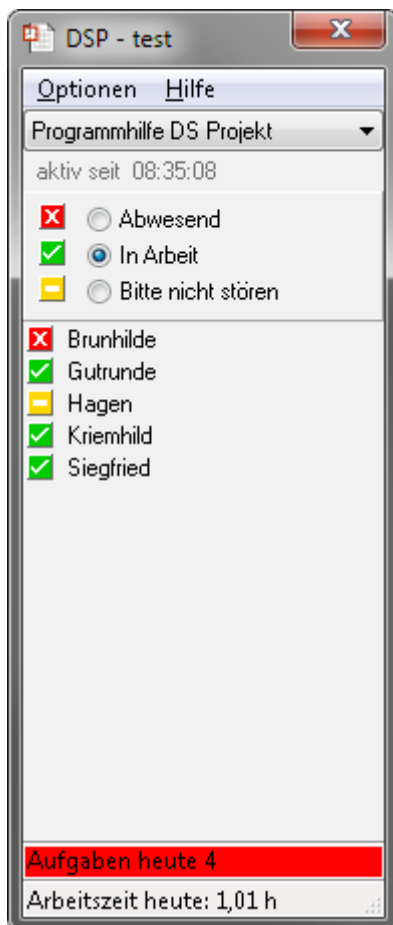 DSP - test
Optionen Hilfe
Programmhilfe DS Projekt
aktiv seit 08:35:08
Abwesend
In Arbeit
Bitte nicht stören
Brunhilde
Gutrunde
Hagen
Kriemhild
Siegfried
Aufgaben heute 4
Arbeitszeit heute: 1,01 h